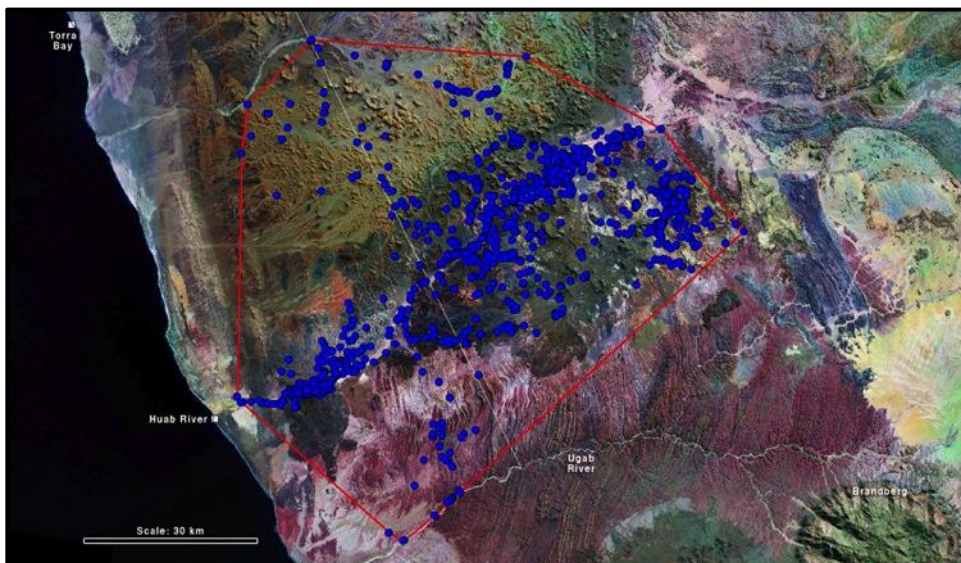 Torra
Bay
Huab River
Ugab
River
Brandberg
Scale: 30 km